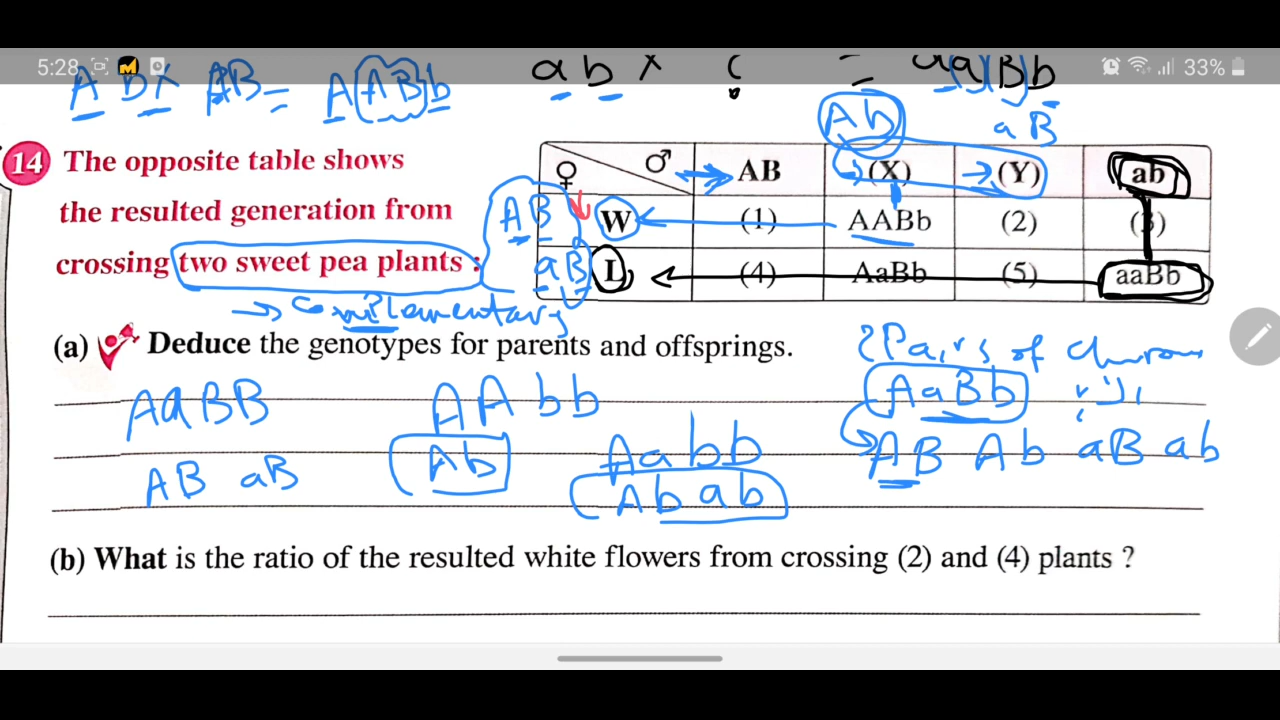 5:28 33%
A b x AB = A AB b
a b x ? = aaBb
Ab
aB
14 The opposite table shows
the resulted generation from
crossing two sweet pea plants :
→ Complementary
♀ ♂ AB (X) (Y) ab
AB W (1) AABb (2) (3)
aB L (4) AaBb (5) aaBb
(a) Deduce the genotypes for parents and offsprings.
2 Pairs of chromo
AaBB AAbb AaBb
AB aB Ab Aabb AB Ab aB ab
Ab ab
(b) What is the ratio of the resulted white flowers from crossing (2) and (4) plants ?